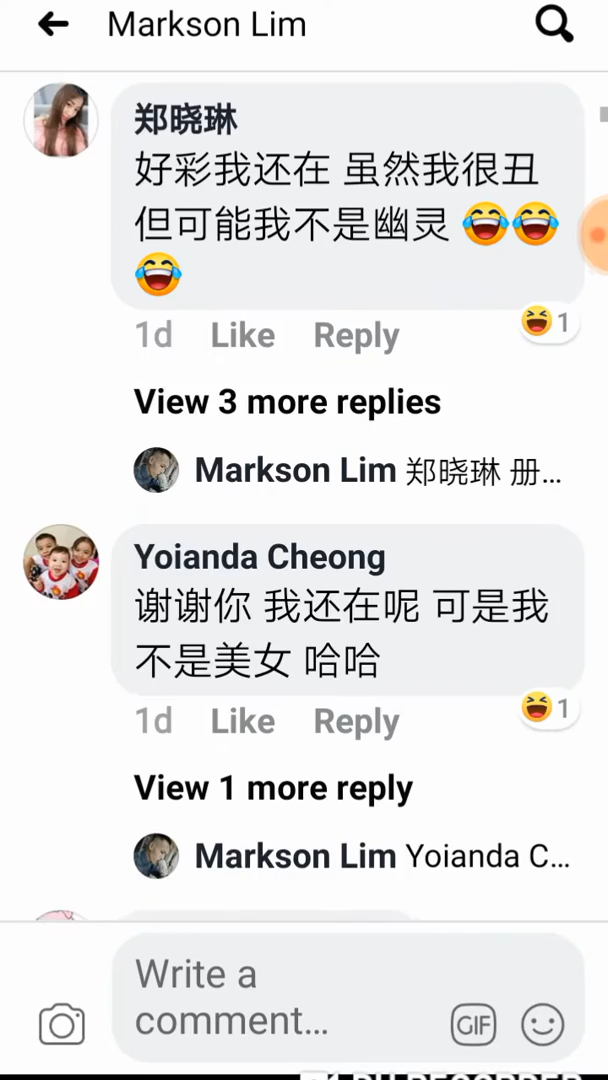 Markson Lim
郑晓琳
好彩我还在 虽然我很丑
但可能我不是幽灵 😂😂
😂
😆 1
1d Like Reply
View 3 more replies
Markson Lim 郑晓琳 册...
Yoianda Cheong
谢谢你 我还在呢 可是我
不是美女 哈哈
😆 1
1d Like Reply
View 1 more reply
Markson Lim Yoianda C...
Write a
comment...
GIF